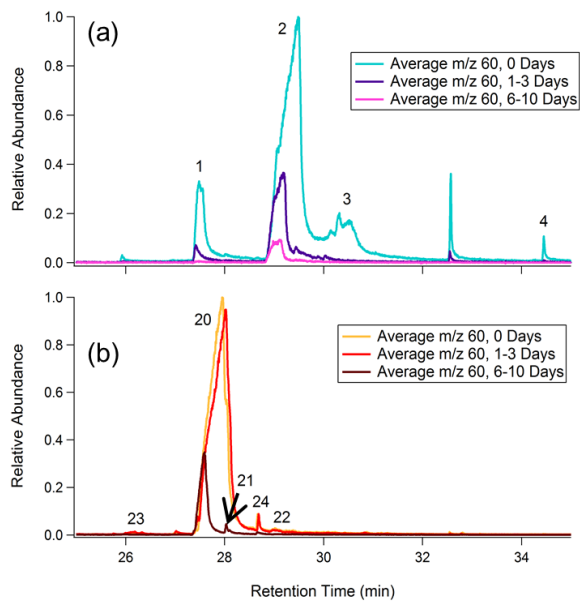 (a)
Relative Abundance
1.0
0.8
0.6
0.4
0.2
0.0
1
2
3
4
Average m/z 60, 0 Days
Average m/z 60, 1-3 Days
Average m/z 60, 6-10 Days
(b)
Relative Abundance
1.0
0.8
0.6
0.4
0.2
0.0
20
21
23
24
22
Average m/z 60, 0 Days
Average m/z 60, 1-3 Days
Average m/z 60, 6-10 Days
26
28
30
32
34
Retention Time (min)